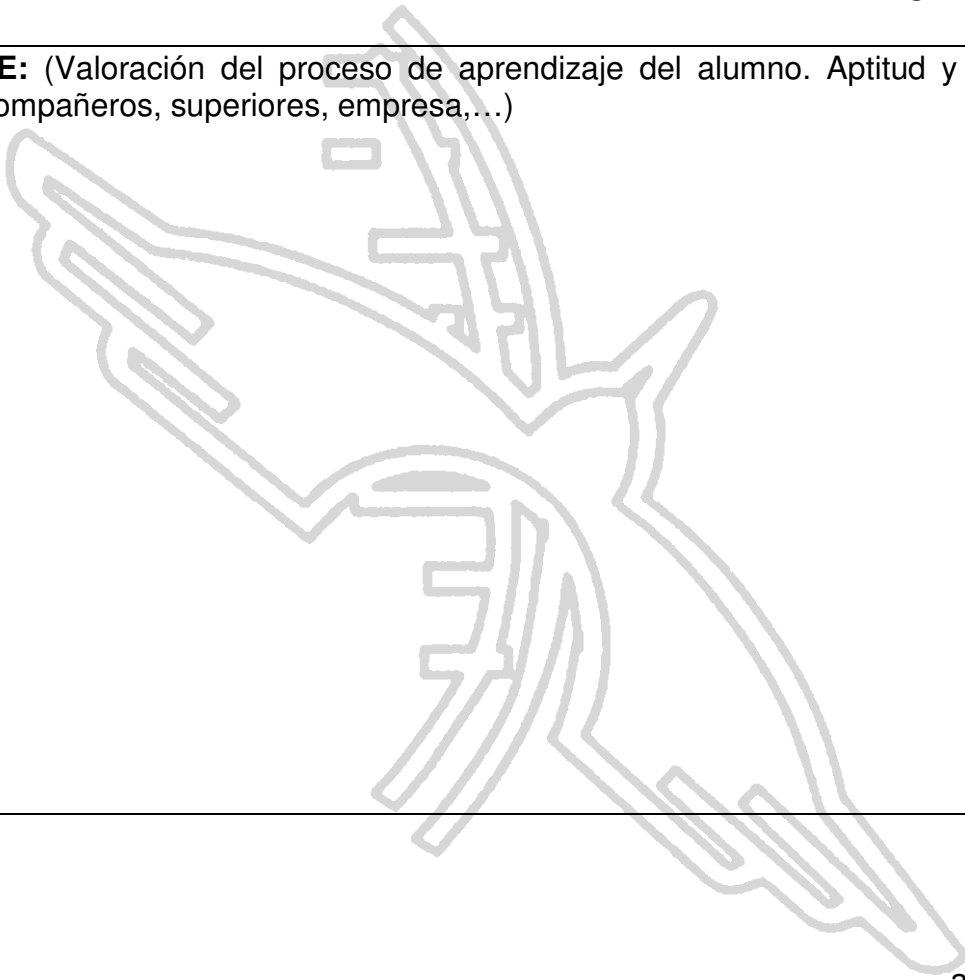 E: (Valoración del proceso de aprendizaje del alumno. Aptitud y
ompañeros, superiores, empresa,…)